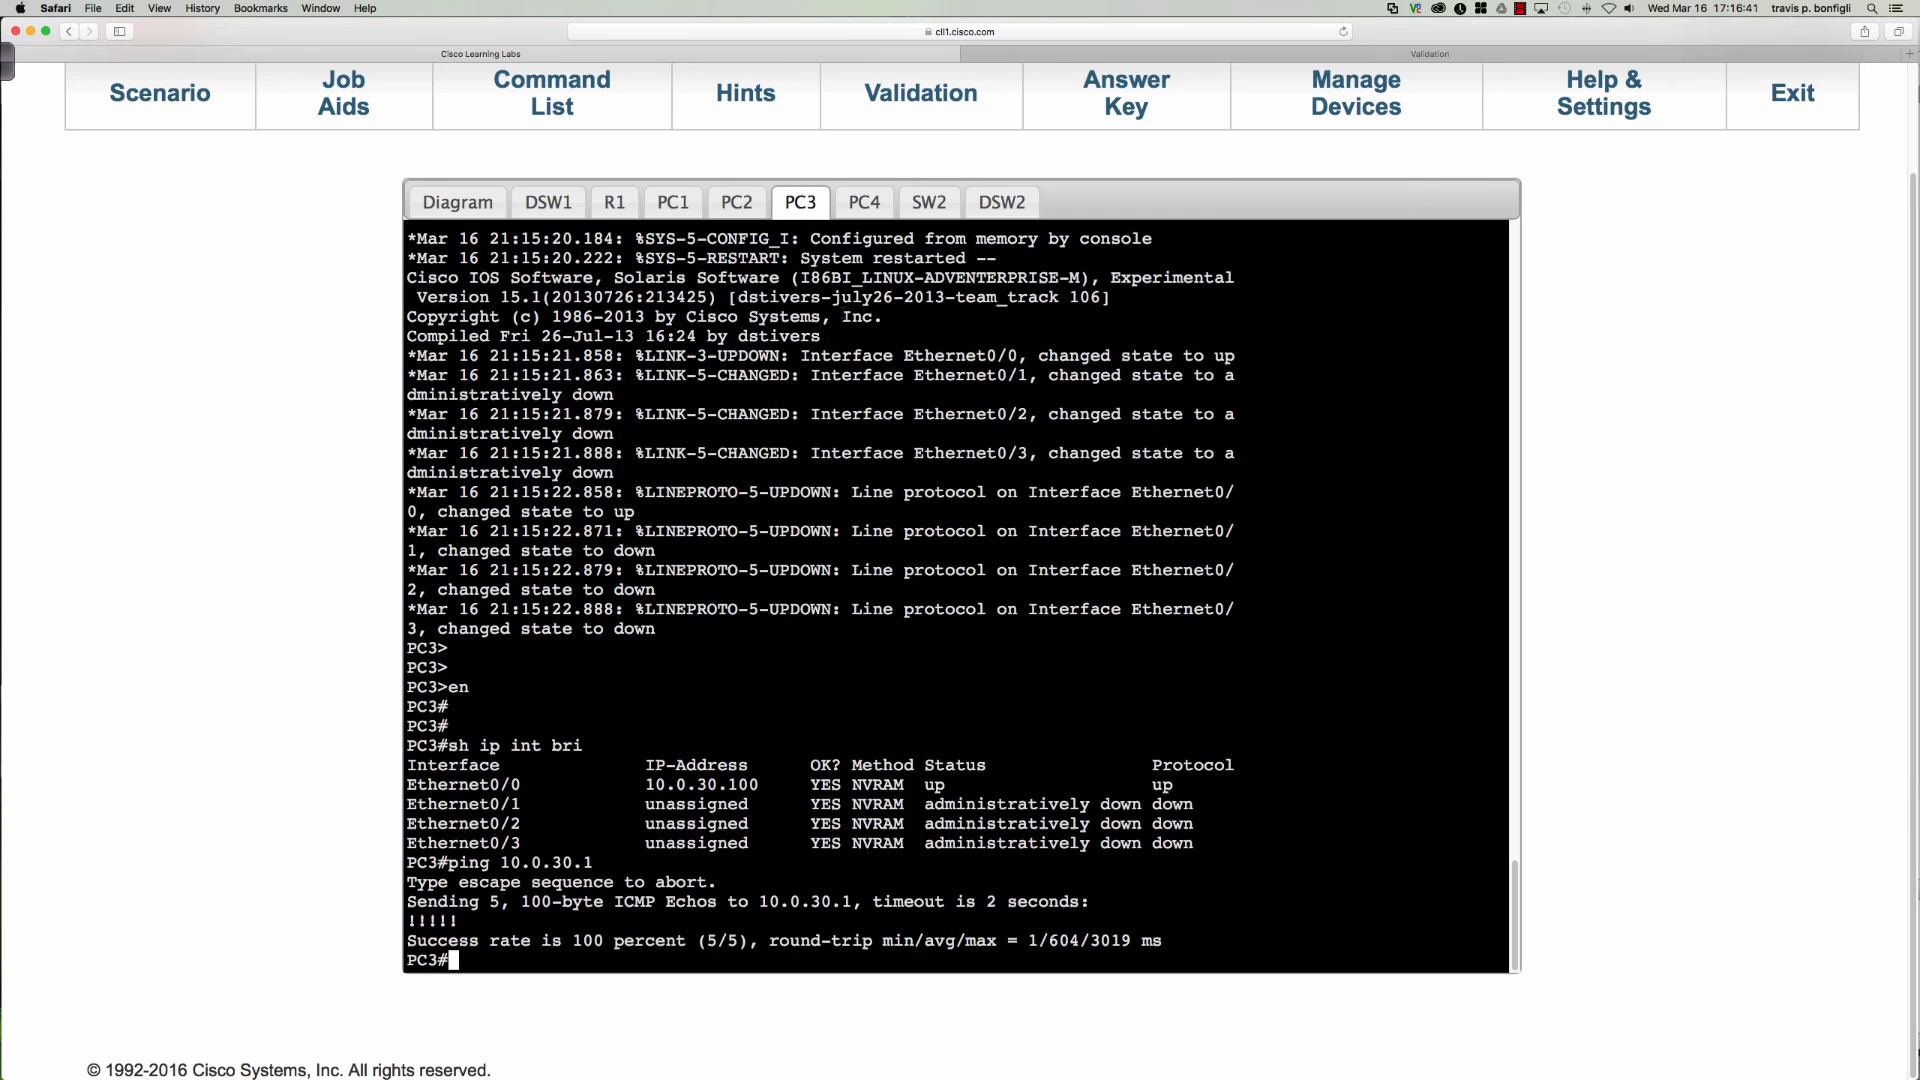 Safari File Edit View History Bookmarks Window Help Wed Mar 16 17:16:41 travis p. bonfigli
cll1.cisco.com
Cisco Learning Labs Validation
Scenario
Job
Aids
Command
List
Hints
Validation
Answer
Key
Manage
Devices
Help &
Settings
Exit
Diagram DSW1 R1 PC1 PC2 PC3 PC4 SW2 DSW2
*Mar 16 21:15:20.184: %SYS-5-CONFIG_I: Configured from memory by console
*Mar 16 21:15:20.222: %SYS-5-RESTART: System restarted --
Cisco IOS Software, Solaris Software (I86BI_LINUX-ADVENTERPRISE-M), Experimental
Version 15.1(20130726:213425) [dstivers-july26-2013-team_track 106]
Copyright (c) 1986-2013 by Cisco Systems, Inc.
Compiled Fri 26-Jul-13 16:24 by dstivers
*Mar 16 21:15:21.858: %LINK-3-UPDOWN: Interface Ethernet0/0, changed state to up
*Mar 16 21:15:21.863: %LINK-5-CHANGED: Interface Ethernet0/1, changed state to a
dministratively down
*Mar 16 21:15:21.879: %LINK-5-CHANGED: Interface Ethernet0/2, changed state to a
dministratively down
*Mar 16 21:15:21.888: %LINK-5-CHANGED: Interface Ethernet0/3, changed state to a
dministratively down
*Mar 16 21:15:22.858: %LINEPROTO-5-UPDOWN: Line protocol on Interface Ethernet0/
0, changed state to up
*Mar 16 21:15:22.871: %LINEPROTO-5-UPDOWN: Line protocol on Interface Ethernet0/
1, changed state to down
*Mar 16 21:15:22.879: %LINEPROTO-5-UPDOWN: Line protocol on Interface Ethernet0/
2, changed state to down
*Mar 16 21:15:22.888: %LINEPROTO-5-UPDOWN: Line protocol on Interface Ethernet0/
3, changed state to down
PC3>
PC3>
PC3>en
PC3#
PC3#
PC3#sh ip int bri
Interface IP-Address OK? Method Status Protocol
Ethernet0/0 10.0.30.100 YES NVRAM up up
Ethernet0/1 unassigned YES NVRAM administratively down down
Ethernet0/2 unassigned YES NVRAM administratively down down
Ethernet0/3 unassigned YES NVRAM administratively down down
PC3#ping 10.0.30.1
Type escape sequence to abort.
Sending 5, 100-byte ICMP Echos to 10.0.30.1, timeout is 2 seconds:
!!!!!
Success rate is 100 percent (5/5), round-trip min/avg/max = 1/604/3019 ms
PC3#
© 1992-2016 Cisco Systems, Inc. All rights reserved.